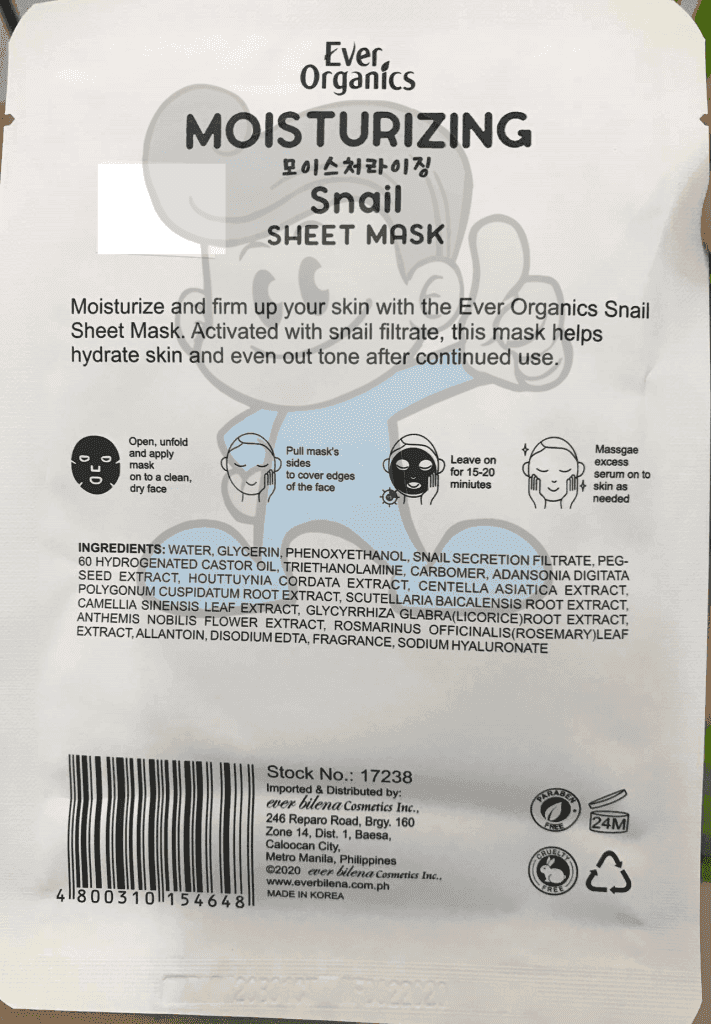 Ever
Organics
MOISTURIZING
모이스처라이징
Snail
SHEET MASK
Moisturize and firm up your skin with the Ever Organics Snail
Sheet Mask. Activated with snail filtrate, this mask helps
hydrate skin and even out tone after continued use.
Open, unfold
and apply
mask
on to a clean,
dry face
Pull mask's
sides
to cover edges
of the face
Leave on
for 15-20
miniutes
Massgae
excess
serum on to
skin as
needed
INGREDIENTS: WATER, GLYCERIN, PHENOXYETHANOL, SNAIL SECRETION FILTRATE, PEG-
60 HYDROGENATED CASTOR OIL, TRIETHANOLAMINE, CARBOMER, ADANSONIA DIGITATA
SEED EXTRACT, HOUTTUYNIA CORDATA EXTRACT, CENTELLA ASIATICA EXTRACT,
POLYGONUM CUSPIDATUM ROOT EXTRACT, SCUTELLARIA BAICALENSIS ROOT EXTRACT,
CAMELLIA SINENSIS LEAF EXTRACT, GLYCYRRHIZA GLABRA(LICORICE)ROOT EXTRACT,
ANTHEMIS NOBILIS FLOWER EXTRACT, ROSMARINUS OFFICINALIS(ROSEMARY)LEAF
EXTRACT, ALLANTOIN, DISODIUM EDTA, FRAGRANCE, SODIUM HYALURONATE
4 800310 154648
Stock No.: 17238
Imported & Distributed by:
ever bilena Cosmetics Inc.,
246 Reparo Road, Brgy. 160
Zone 14, Dist. 1, Baesa,
Caloocan City,
Metro Manila, Philippines
©2020 ever bilena Cosmetics Inc.,
www.everbilena.com.ph
MADE IN KOREA
PARABEN
FREE
24M
CRUELTY
FREE